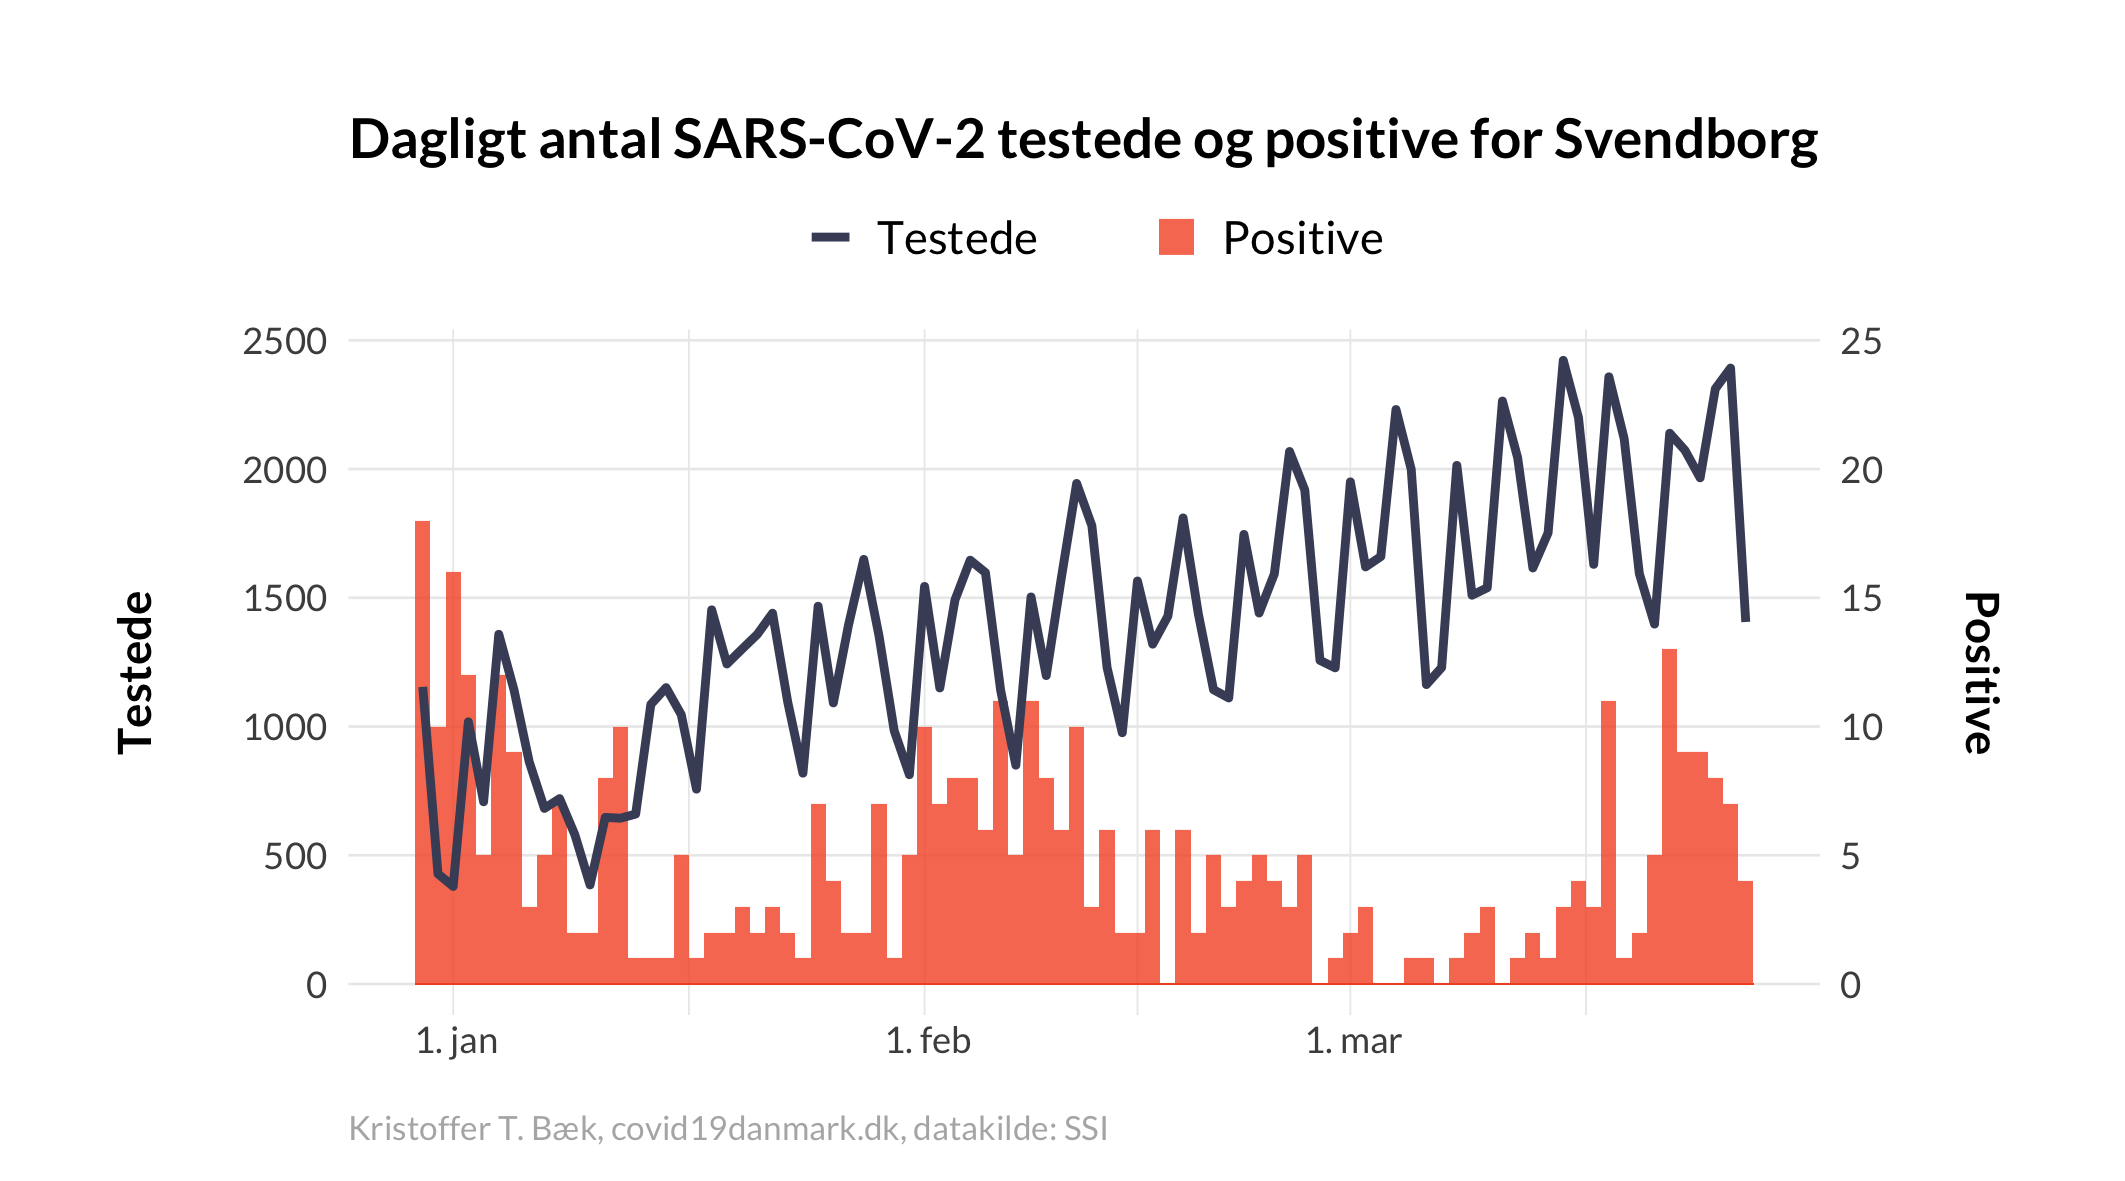 Dagligt antal SARS-CoV-2 testede og positive for Svendborg
Testede
Positive
2500
2000
1500
1000
500
0
Testede
25
20
15
10
5
0
Positive
1. jan
1. feb
1. mar
Kristoffer T. Bæk, covid19danmark.dk, datakilde: SSI